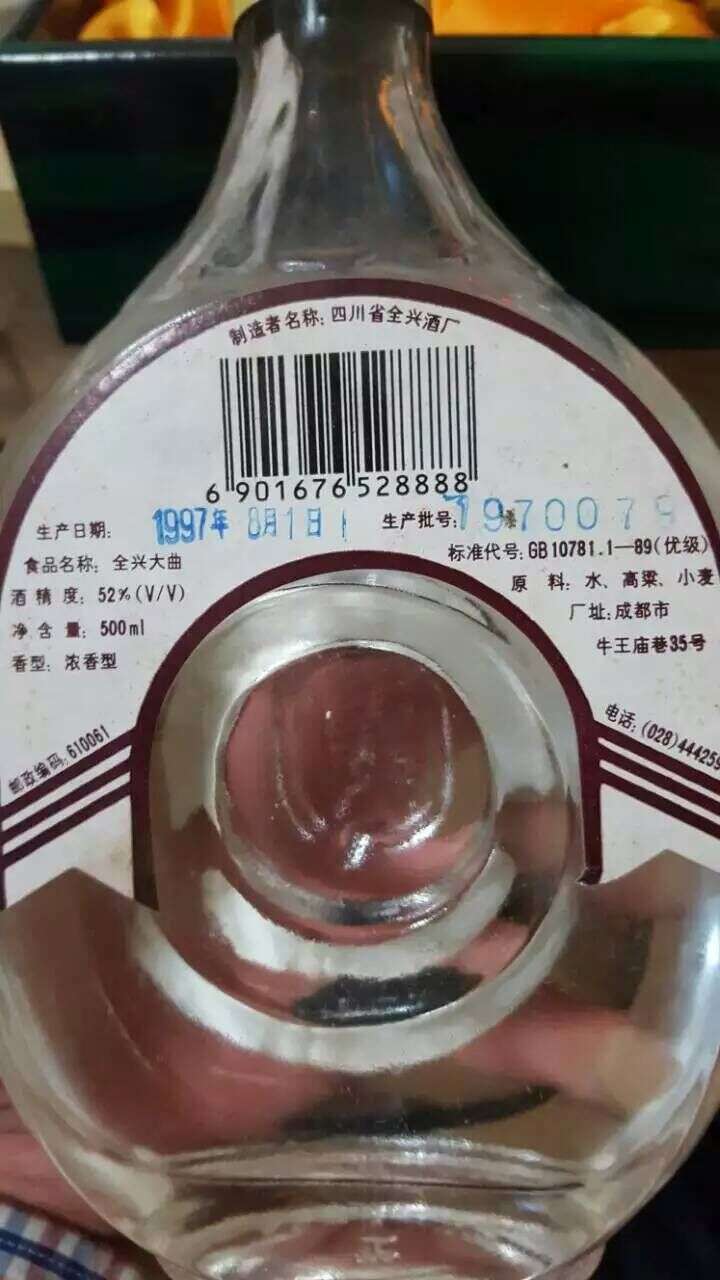 制造者名称: 四川省全兴酒厂
6 901676 528888
生产日期: 1997年 8月1日
生产批号: 1970079
食品名称: 全兴大曲
标准代号: GB10781.1—89(优级)
酒精度: 52%(V/V)
原料: 水、高粱、小麦
净含量: 500ml
厂址: 成都市
牛王庙巷35号
香型: 浓香型
邮政编码: 610061
电话: (028)444259